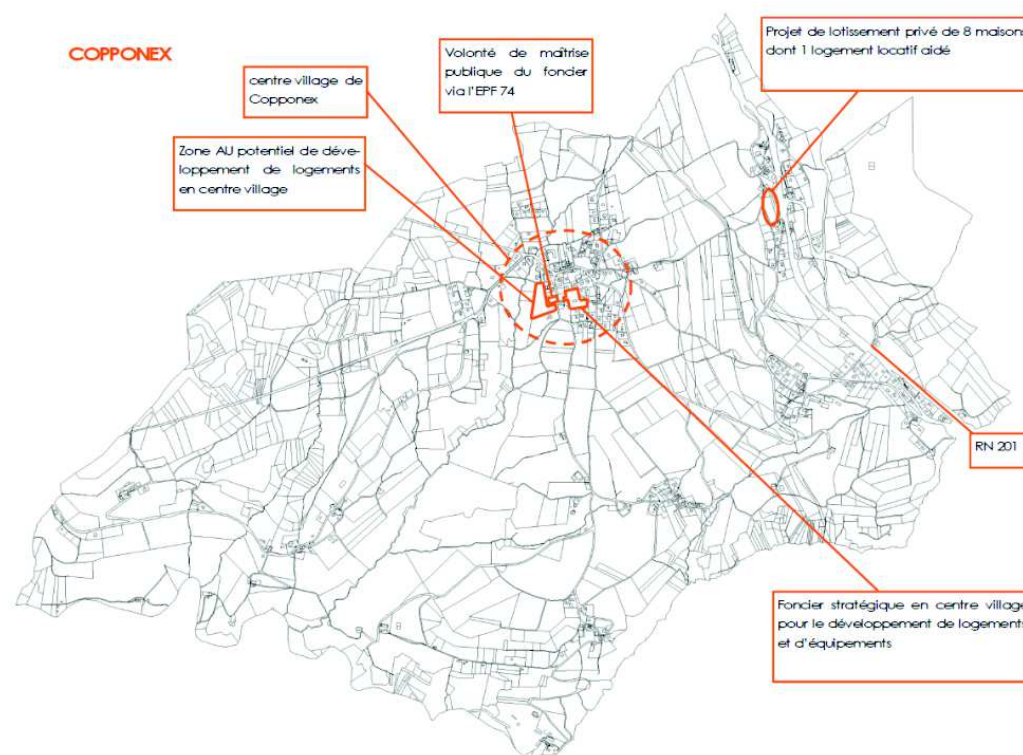 COPPONEX
Volonté de maîtrise
publique du foncier
via l'EPF 74
Projet de lotissement privé de 8 maisons
dont 1 logement locatif aidé
centre village de
Copponex
Zone AU potentiel de déve-
loppement de logements
en centre village
RN 201
Foncier stratégique en centre village
pour le développement de logements
et d'équipements